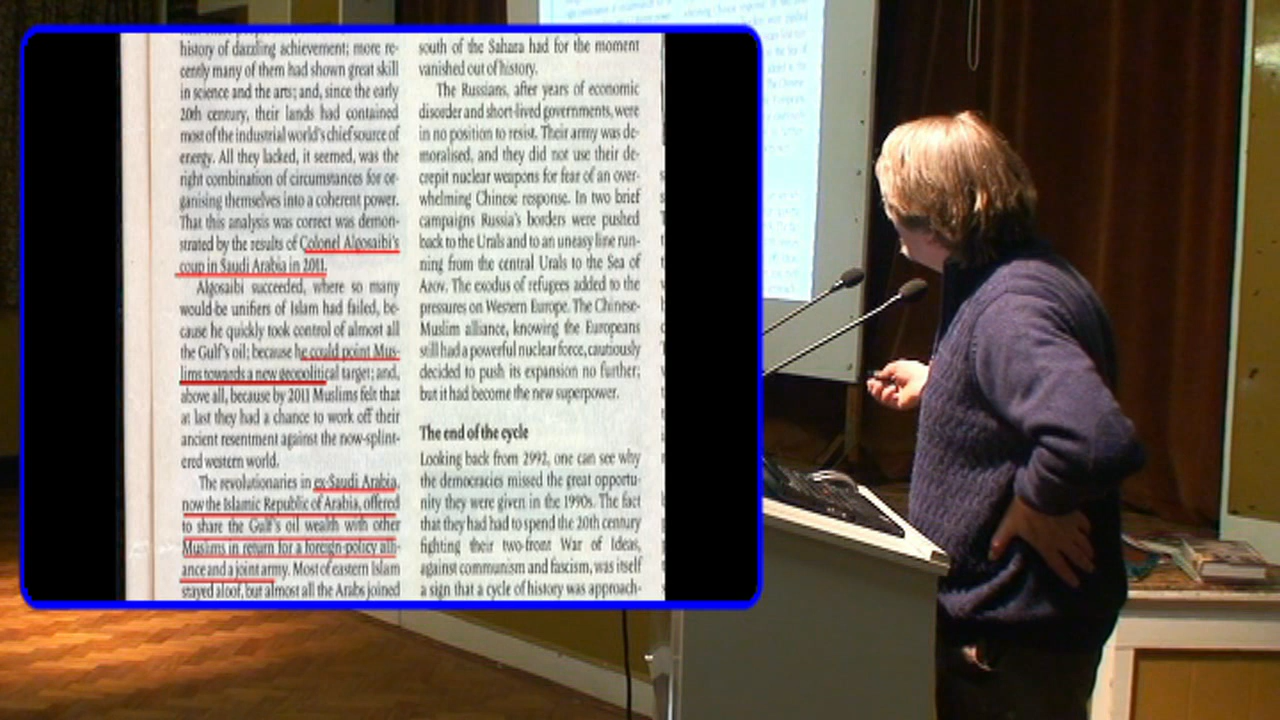 history of dazzling achievement; more re-
cently many of them had shown great skill
in science and the arts; and, since the early
20th century, their lands had contained
most of the industrial world's chief source of
energy. All they lacked, it seemed, was the
right combination of circumstances for or-
ganising themselves into a coherent power.
That this analysis was correct was demon-
strated by the results of Colonel Algosaibi's
coup in Saudi Arabia in 2011.
Algosaibi succeeded, where so many
would-be unifiers of Islam had failed, be-
cause he quickly took control of almost all
the Gulf's oil; because he could point Mus-
lims towards a new geopolitical target; and,
above all, because by 2011 Muslims felt that
at last they had a chance to work off their
ancient resentment against the now-splint-
ered western world.
The revolutionaries in ex-Saudi Arabia,
now the Islamic Republic of Arabia, offered
to share the Gulf's oil wealth with other
Muslims in return for a foreign-policy alli-
ance and a joint army. Most of eastern Islam
stayed aloof, but almost all the Arabs joined
south of the Sahara had for the moment
vanished out of history.
The Russians, after years of economic
disorder and short-lived governments, were
in no position to resist. Their army was de-
moralised, and they did not use their de-
crepit nuclear weapons for fear of an over-
whelming Chinese response. In two brief
campaigns Russia's borders were pushed
back to the Urals and to an uneasy line run-
ning from the central Urals to the Sea of
Azov. The exodus of refugees added to the
pressures on Western Europe. The Chinese-
Muslim alliance, knowing the Europeans
still had a powerful nuclear force, cautiously
decided to push its expansion no further;
but it had become the new superpower.
The end of the cycle
Looking back from 2992, one can see why
the democracies missed the great opportu-
nity they were given in the 1990s. The fact
that they had had to spend the 20th century
fighting their two-front War of Ideas,
against communism and fascism, was itself
a sign that a cycle of history was approach-